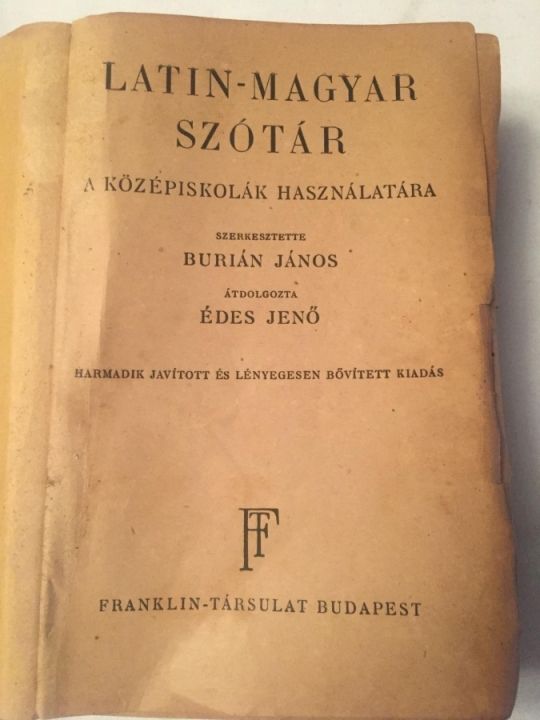 LATIN-MAGYAR
SZÓTÁR
A KÖZÉPISKOLÁK HASZNÁLATÁRA
SZERKESZTETTE
BURIÁN JÁNOS
ÁTDOLGOZTA
ÉDES JENŐ
HARMADIK JAVÍTOTT ÉS LÉNYEGESEN BŐVÍTETT KIADÁS
FT
FRANKLIN-TÁRSULAT BUDAPEST